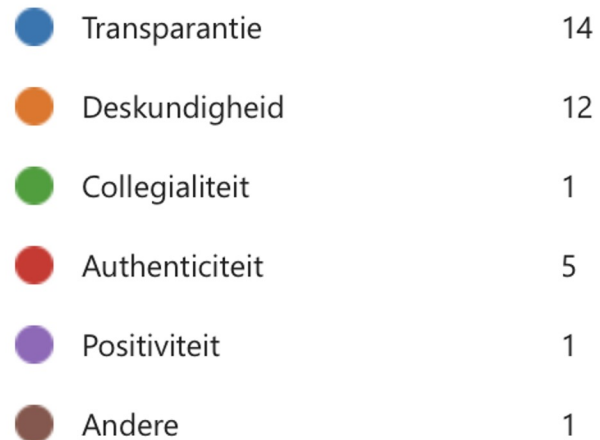 Transparantie 14
Deskundigheid 12
Collegialiteit 1
Authenticiteit 5
Positiviteit 1
Andere 1